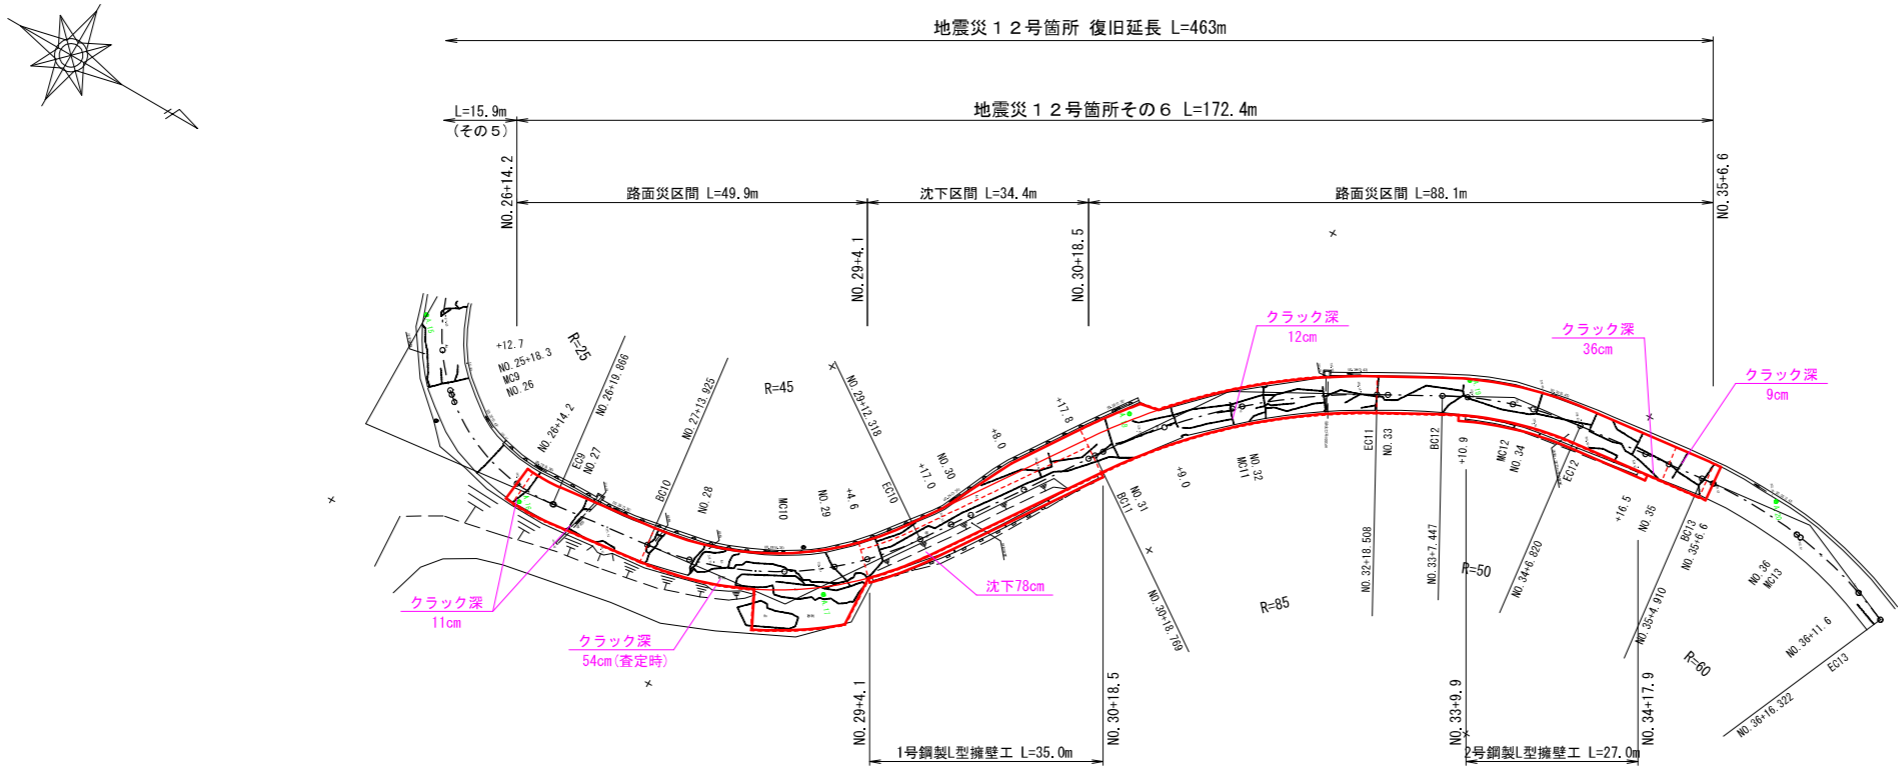 地震災１２号箇所 復旧延長 L=463m
L=15.9m
(その５)
地震災１２号箇所その６ L=172.4m
NO.26+14.2
路面災区間 L=49.9m
沈下区間 L=34.4m
路面災区間 L=88.1m
NO.35+6.6
NO.29+4.1
NO.30+18.5
クラック深
12cm
クラック深
36cm
クラック深
9cm
+12.7
NO.25+18.3
MC9
NO.26
R=25
NO.26+14.2
NO.26+19.866
EC9
NO.27
NO.27+13.925
BC10
NO.28
R=45
MC10
NO.29
+4.6
NO.29+12.318
EC10
+17.0
NO.30
+8.0
+17.8
BC11
NO.31
+9.0
MC11
NO.32
EC11
NO.33
BC12
+10.9
MC12
NO.34
EC12
+16.5
NO.35
BC13
NO.35+6.6
NO.36
MC13
NO.36+11.6
EC13
NO.30+18.769
R=85
NO.32+18.508
NO.33+7.447
R=50
NO.34+6.820
NO.35+4.910
R=60
NO.36+16.322
クラック深
11cm
クラック深
54cm(査定時)
沈下78cm
NO.29+4.1
NO.30+18.5
NO.33+9.9
NO.34+17.9
1号鋼製L型擁壁工 L=35.0m
2号鋼製L型擁壁工 L=27.0m